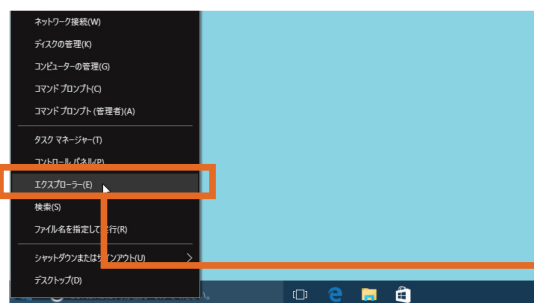 ネットワーク接続(W)
ディスクの管理(K)
コンピューターの管理(G)
コマンド プロンプト(C)
コマンド プロンプト (管理者)(A)
タスク マネージャー(T)
コントロール パネル(P)
エクスプローラー(E)
検索(S)
ファイル名を指定して実行(R)
シャットダウンまたはサインアウト(U)
デスクトップ(D)